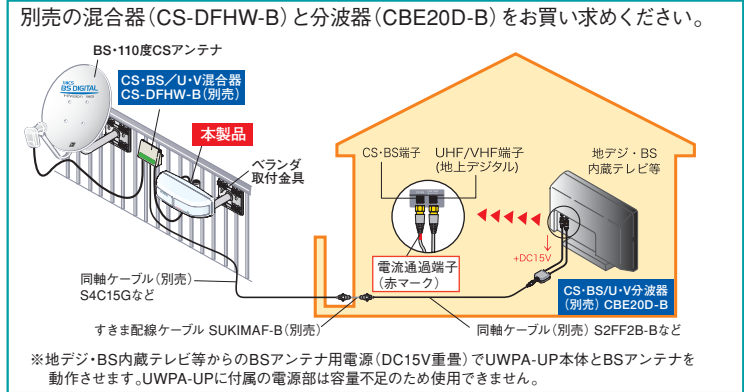 別売の混合器(CS-DFHW-B)と分波器(CBE20D-B)をお買い求めください。
BS・110度CSアンテナ
BS DIGITAL
CS・BS/U・V混合器
CS-DFHW-B(別売)
本製品
ベランダ
取付金具
CS・BS端子
UHF/VHF端子
(地上デジタル)
地デジ・BS
内蔵テレビ等
+DC15V
電流通過端子
(赤マーク)
CS・BS/U・V分波器
(別売) CBE20D-B
同軸ケーブル(別売)
S4C15Gなど
すきま配線ケーブル SUKIMAF-B(別売)
同軸ケーブル(別売) S2FF2B-Bなど
※地デジ・BS内蔵テレビ等からのBSアンテナ用電源(DC15V重畳)でUWPA-UP本体とBSアンテナを
動作させます。UWPA-UPに付属の電源部は容量不足のため使用できません。